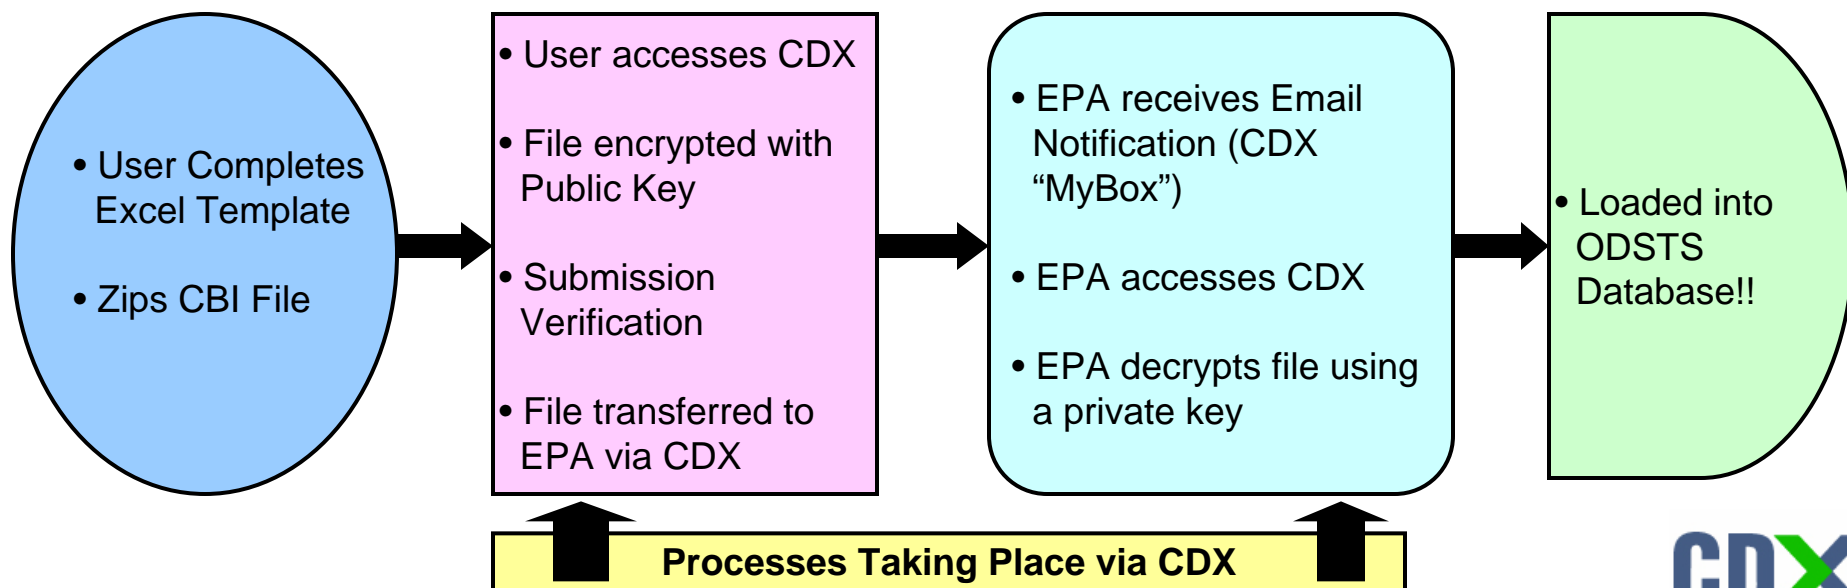 • User Completes
Excel Template
• Zips CBI File
• User accesses CDX
• File encrypted with
Public Key
• Submission
Verification
• File transferred to
EPA via CDX
• EPA receives Email
Notification (CDX
“MyBox”)
• EPA accesses CDX
• EPA decrypts file using
a private key
• Loaded into
ODSTS
Database!!
Processes Taking Place via CDX
CDX